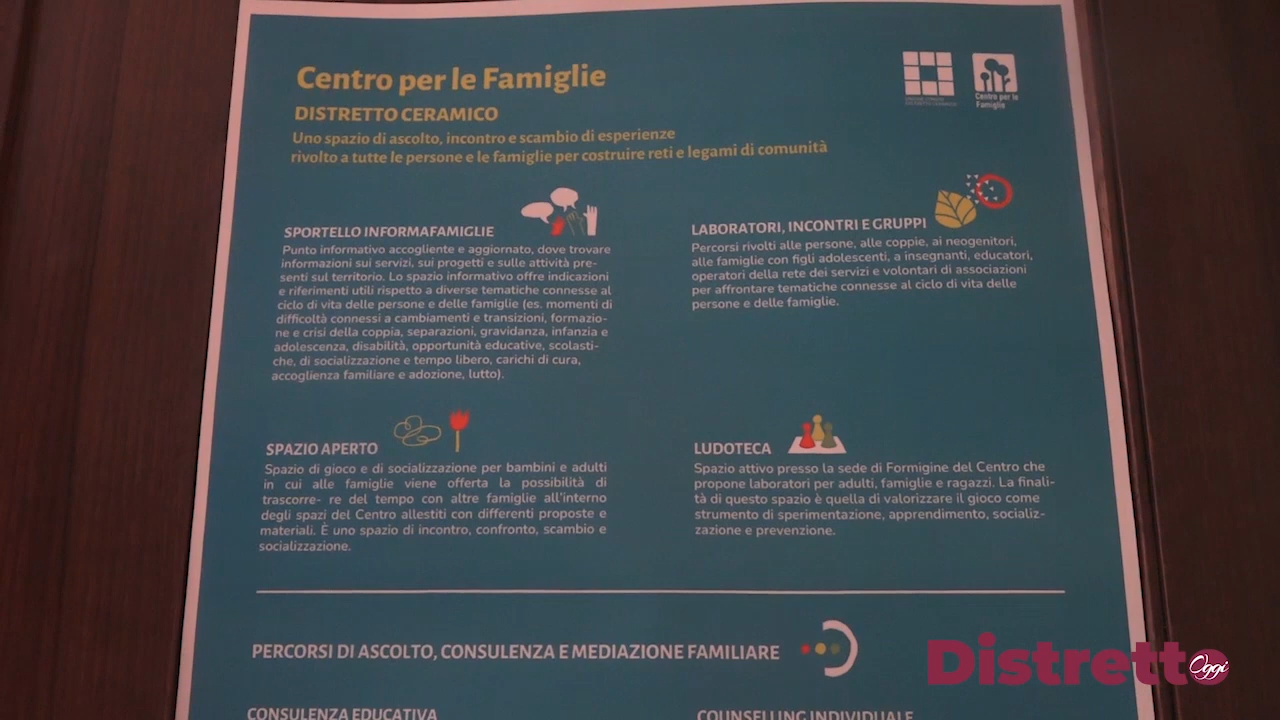 Centro per le Famiglie
DISTRETTO CERAMICO
Uno spazio di ascolto, incontro e scambio di esperienze
rivolto a tutte le persone e le famiglie per costruire reti e legami di comunità
Centro per le
Famiglie
SPORTELLO INFORMAFAMIGLIE
Punto informativo accogliente e aggiornato, dove trovare
informazioni sui servizi, sui progetti e sulle attività pre-
senti sul territorio. Lo spazio informativo offre indicazioni
e riferimenti utili rispetto a diverse tematiche connesse al
ciclo di vita delle persone e delle famiglie (es. momenti di
difficoltà connessi a cambiamenti e transizioni, formazio-
ne e crisi della coppia, separazioni, gravidanza, infanzia e
adolescenza, disabilità, opportunità educative, scolasti-
che, di socializzazione e tempo libero, carichi di cura,
accoglienza familiare e adozione, lutto).
LABORATORI, INCONTRI E GRUPPI
Percorsi rivolti alle persone, alle coppie, ai neogenitori,
alle famiglie con figli adolescenti, a insegnanti, educatori,
operatori della rete dei servizi e volontari di associazioni
per affrontare tematiche connesse al ciclo di vita delle
persone e delle famiglie.
SPAZIO APERTO
Spazio di gioco e di socializzazione per bambini e adulti
in cui alle famiglie viene offerta la possibilità di
trascorre- re del tempo con altre famiglie all'interno
degli spazi del Centro allestiti con differenti proposte e
materiali. È uno spazio di incontro, confronto, scambio e
socializzazione.
LUDOTECA
Spazio attivo presso la sede di Formigine del Centro che
propone laboratori per adulti, famiglie e ragazzi. La finali-
tà di questo spazio è quella di valorizzare il gioco come
strumento di sperimentazione, apprendimento, socializ-
zazione e prevenzione.
PERCORSI DI ASCOLTO, CONSULENZA E MEDIAZIONE FAMILIARE
CONSULENZA EDUCATIVA
COUNSELLING INDIVIDUALE
Distretto
Oggi